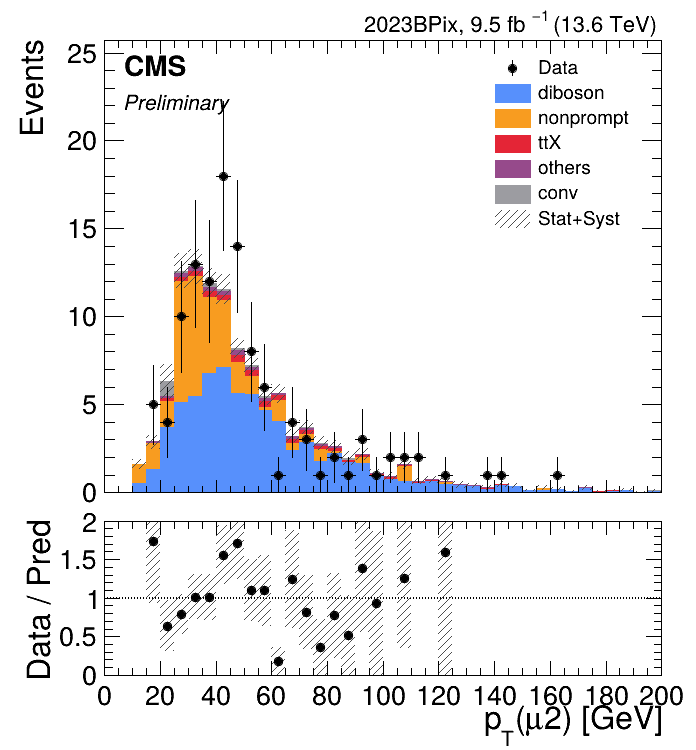 2023BPix, 9.5 fb⁻¹ (13.6 TeV)
CMS
Preliminary
Events
25
20
15
10
5
0
Data
diboson
nonprompt
ttX
others
conv
Stat+Syst
Data / Pred
2
1.5
1
0.5
0
0 20 40 60 80 100 120 140 160 180 200
p_T(μ2) [GeV]